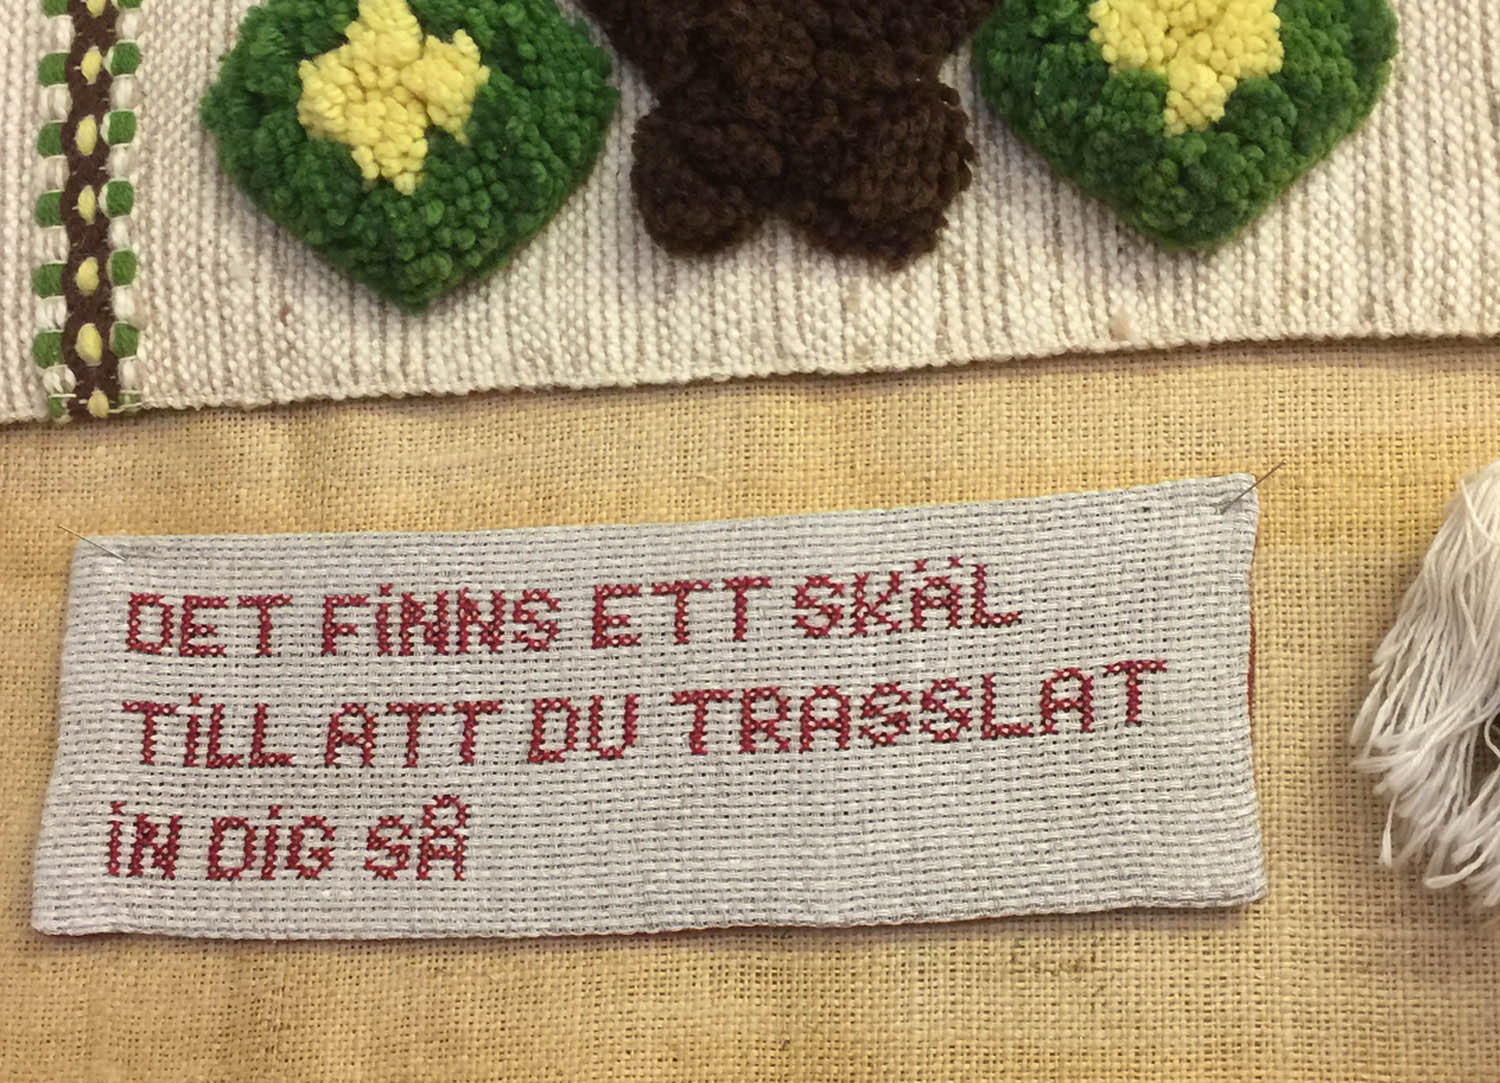 DET FiNNS ETT SKÄL
TiLL ATT DU TRASSLAT
iN DiG SÅ